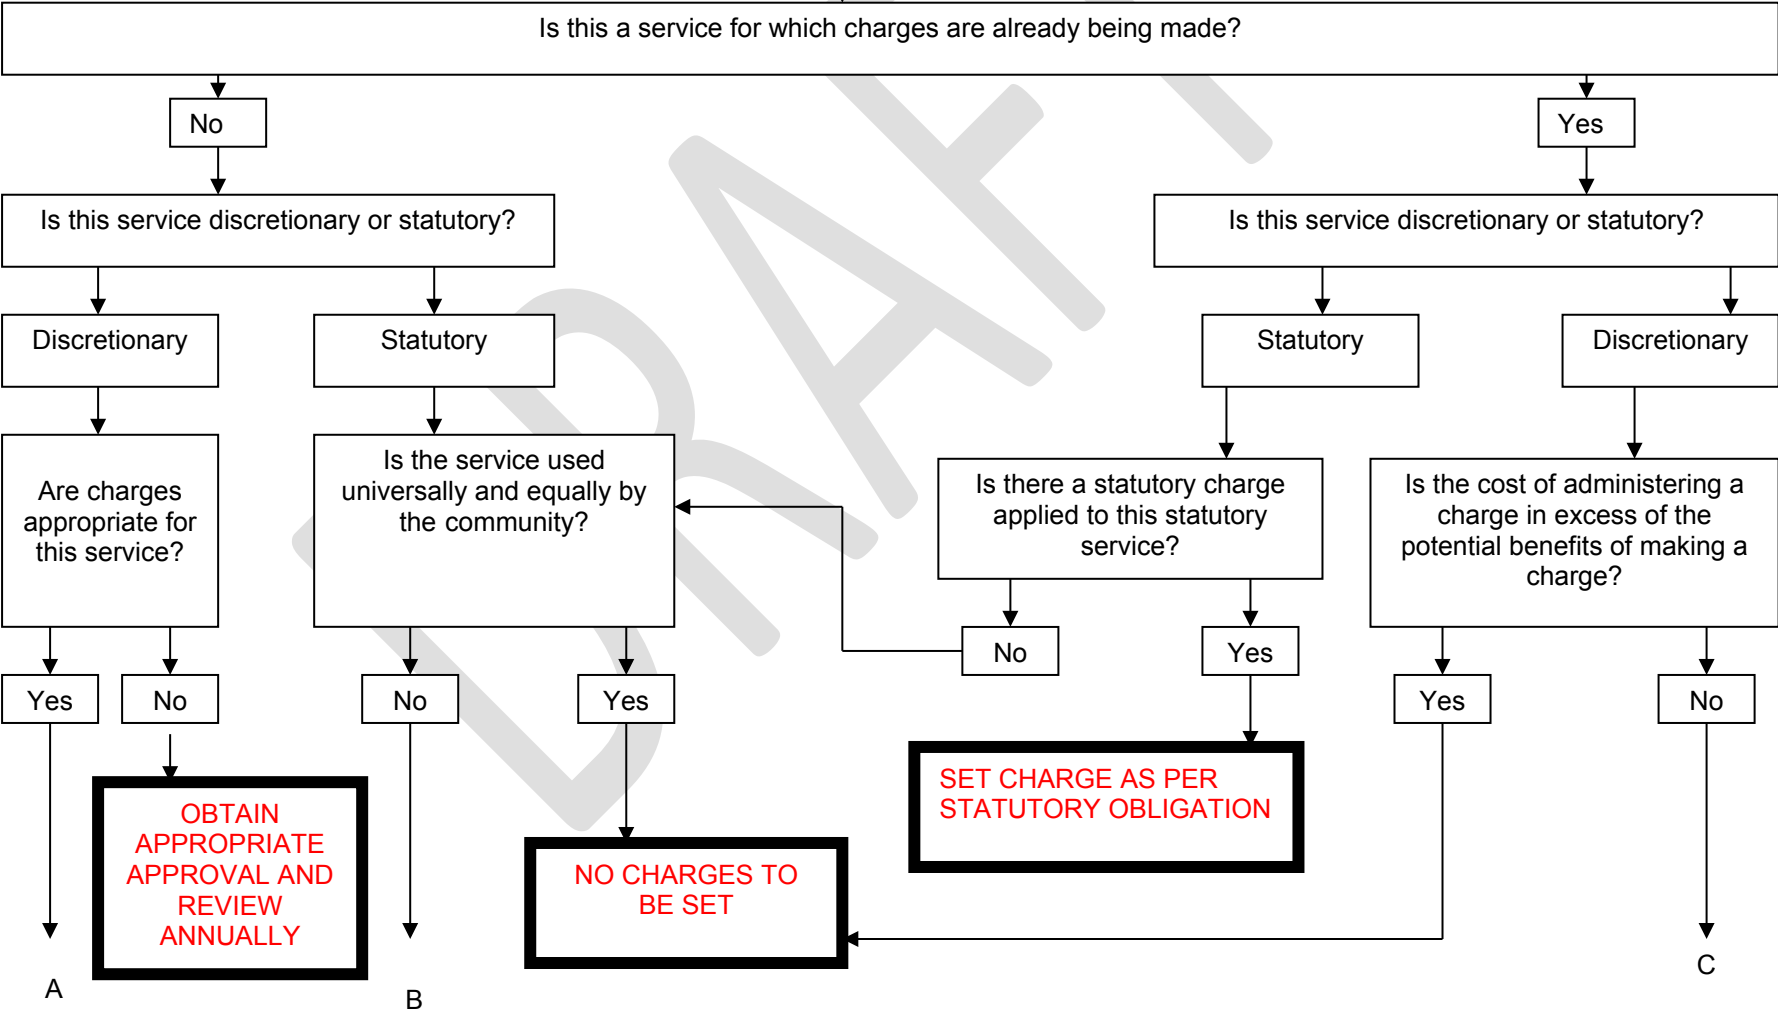 Is this a service for which charges are already being made?
No
Yes
Is this service discretionary or statutory?
Is this service discretionary or statutory?
Discretionary
Statutory
Statutory
Discretionary
Are charges
appropriate for
this service?
Is the service used
universally and equally by
the community?
Is there a statutory charge
applied to this statutory
service?
Is the cost of administering a
charge in excess of the
potential benefits of making a
charge?
No
Yes
Yes
No
No
Yes
Yes
No
OBTAIN
APPROPRIATE
APPROVAL AND
REVIEW
ANNUALLY
NO CHARGES TO
BE SET
SET CHARGE AS PER
STATUTORY OBLIGATION
A
B
C
DRAFT